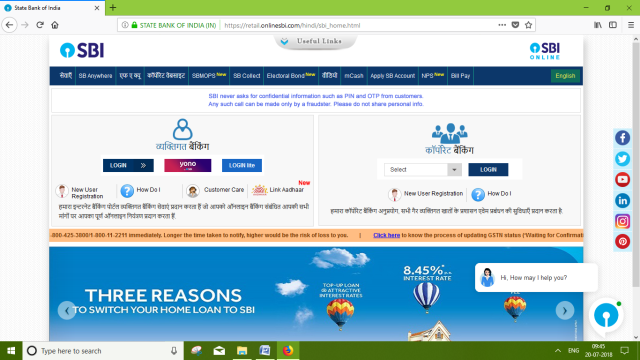 State Bank of India
STATE BANK OF INDIA (IN)
https://retail.onlinesbi.com/hindi/sbi_home.html
Useful Links
SBI
SBI
ONLINE
सेवाएँ SB Anywhere एफ ए क्यू कॉर्पोरेट वेबसाइट SBMOPS New SB Collect Electoral Bond New वीडियो mCash Apply SB Account NPS New Bill Pay English
SBI never asks for confidential information such as PIN and OTP from customers.
Any such call can be made only by a fraudster. Please do not share personal info.
व्यक्तिगत बैंकिंग
LOGIN yono LOGIN lite
New
New User Registration How Do I Customer Care Link Aadhaar
हमारा इन्टरनेट बैंकिंग पोर्टल व्यक्तिगत बैंकिंग सेवाएं प्रदान करता हैं जो आपको ऑनलाइन बैंकिंग संबंधित आपकी सभी
मांगों पर आपका पूर्ण ऑनलाइन नियंत्रण प्रदान करता हैं.
कॉर्पोरेट बैंकिंग
Select LOGIN
New User Registration How Do I
हमारा कॉर्पोरेट बैंकिंग अनुप्रयोग, सभी गैर व्यक्तिगत खातों के प्रशासन एवंम प्रबंधन की सुविधाएँ प्रदान करता है.
-800-425-3800/1-800-11-2211 immediately. Longer the time taken to notify, higher would be the risk of loss to you. | Click here to know the process of updating GSTN status ("Waiting for Confirmat
THREE REASONS
TO SWITCH YOUR HOME LOAN TO SBI
TOP-UP LOAN
@ ATTRACTIVE
INTEREST RATES
8.45%
INTEREST RATE
Hi, How may I help you?
Type here to search
ENG
09:45
20-07-2018